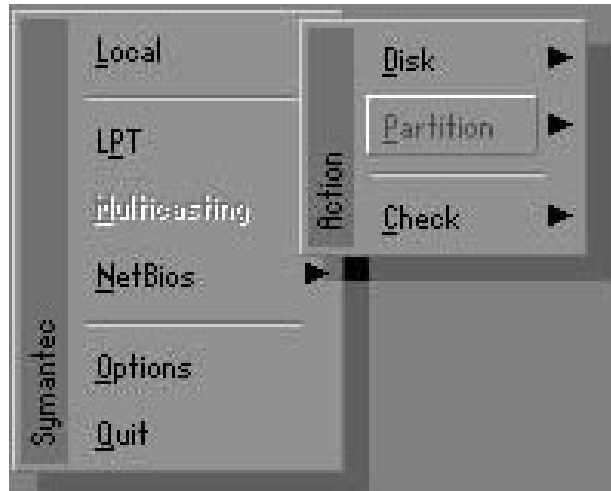 Local
LPT
Multicasting
NetBios
Options
Quit
Symantec
Disk
Partition
Check
Action